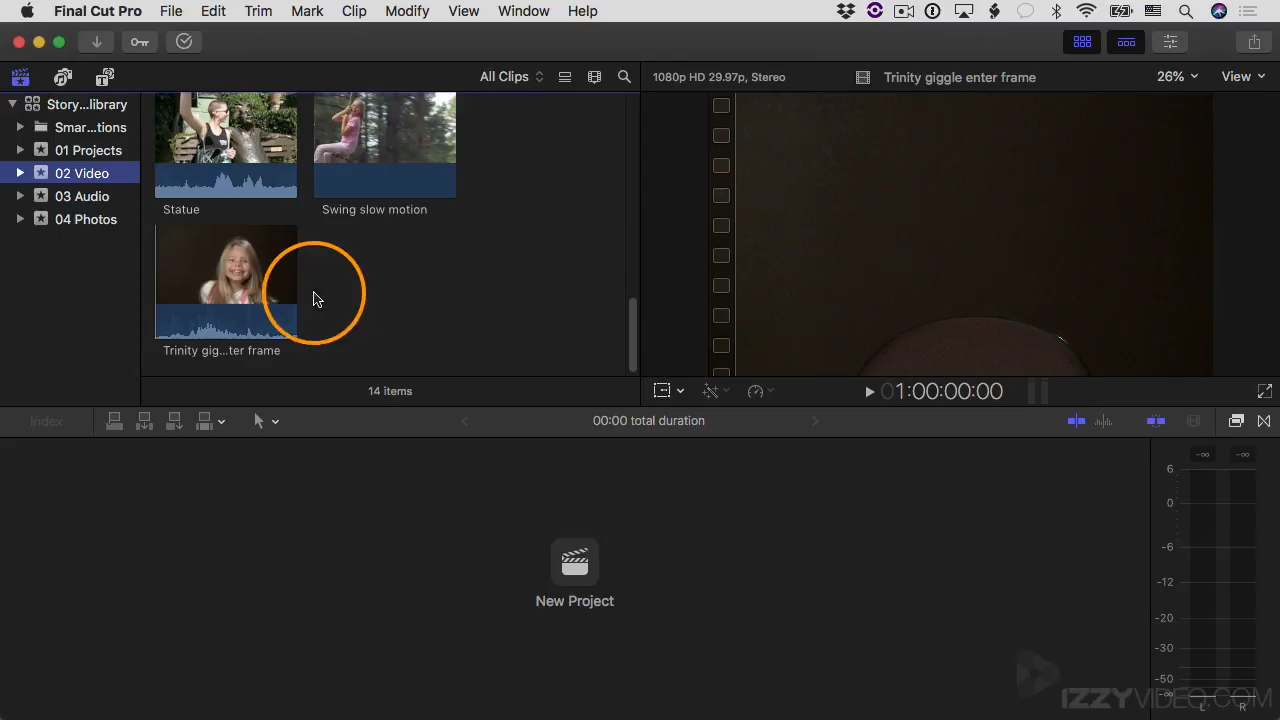 Final Cut Pro File Edit Trim Mark Clip Modify View Window Help
All Clips
1080p HD 29.97p, Stereo Trinity giggle enter frame 26% View
Story...library
Smar...tions
01 Projects
02 Video
03 Audio
04 Photos
Statue
Swing slow motion
Trinity gig...ter frame
14 items
01:00:00:00
Index
00:00 total duration
New Project
-∞ -∞
6
0
-6
-12
-20
-30
-50
-∞
L R
IZZYVIDEO.COM